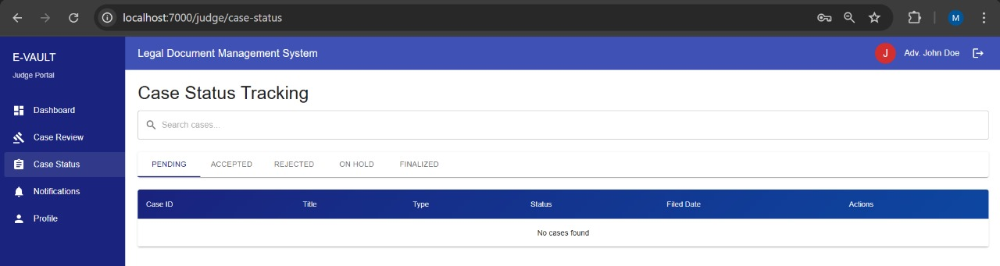 localhost:7000/judge/case-status
M
E-VAULT
Judge Portal
Dashboard
Case Review
Case Status
Notifications
Profile
Legal Document Management System
J
Adv. John Doe
Case Status Tracking
Search cases...
PENDING ACCEPTED REJECTED ON HOLD FINALIZED
Case ID Title Type Status Filed Date Actions
No cases found